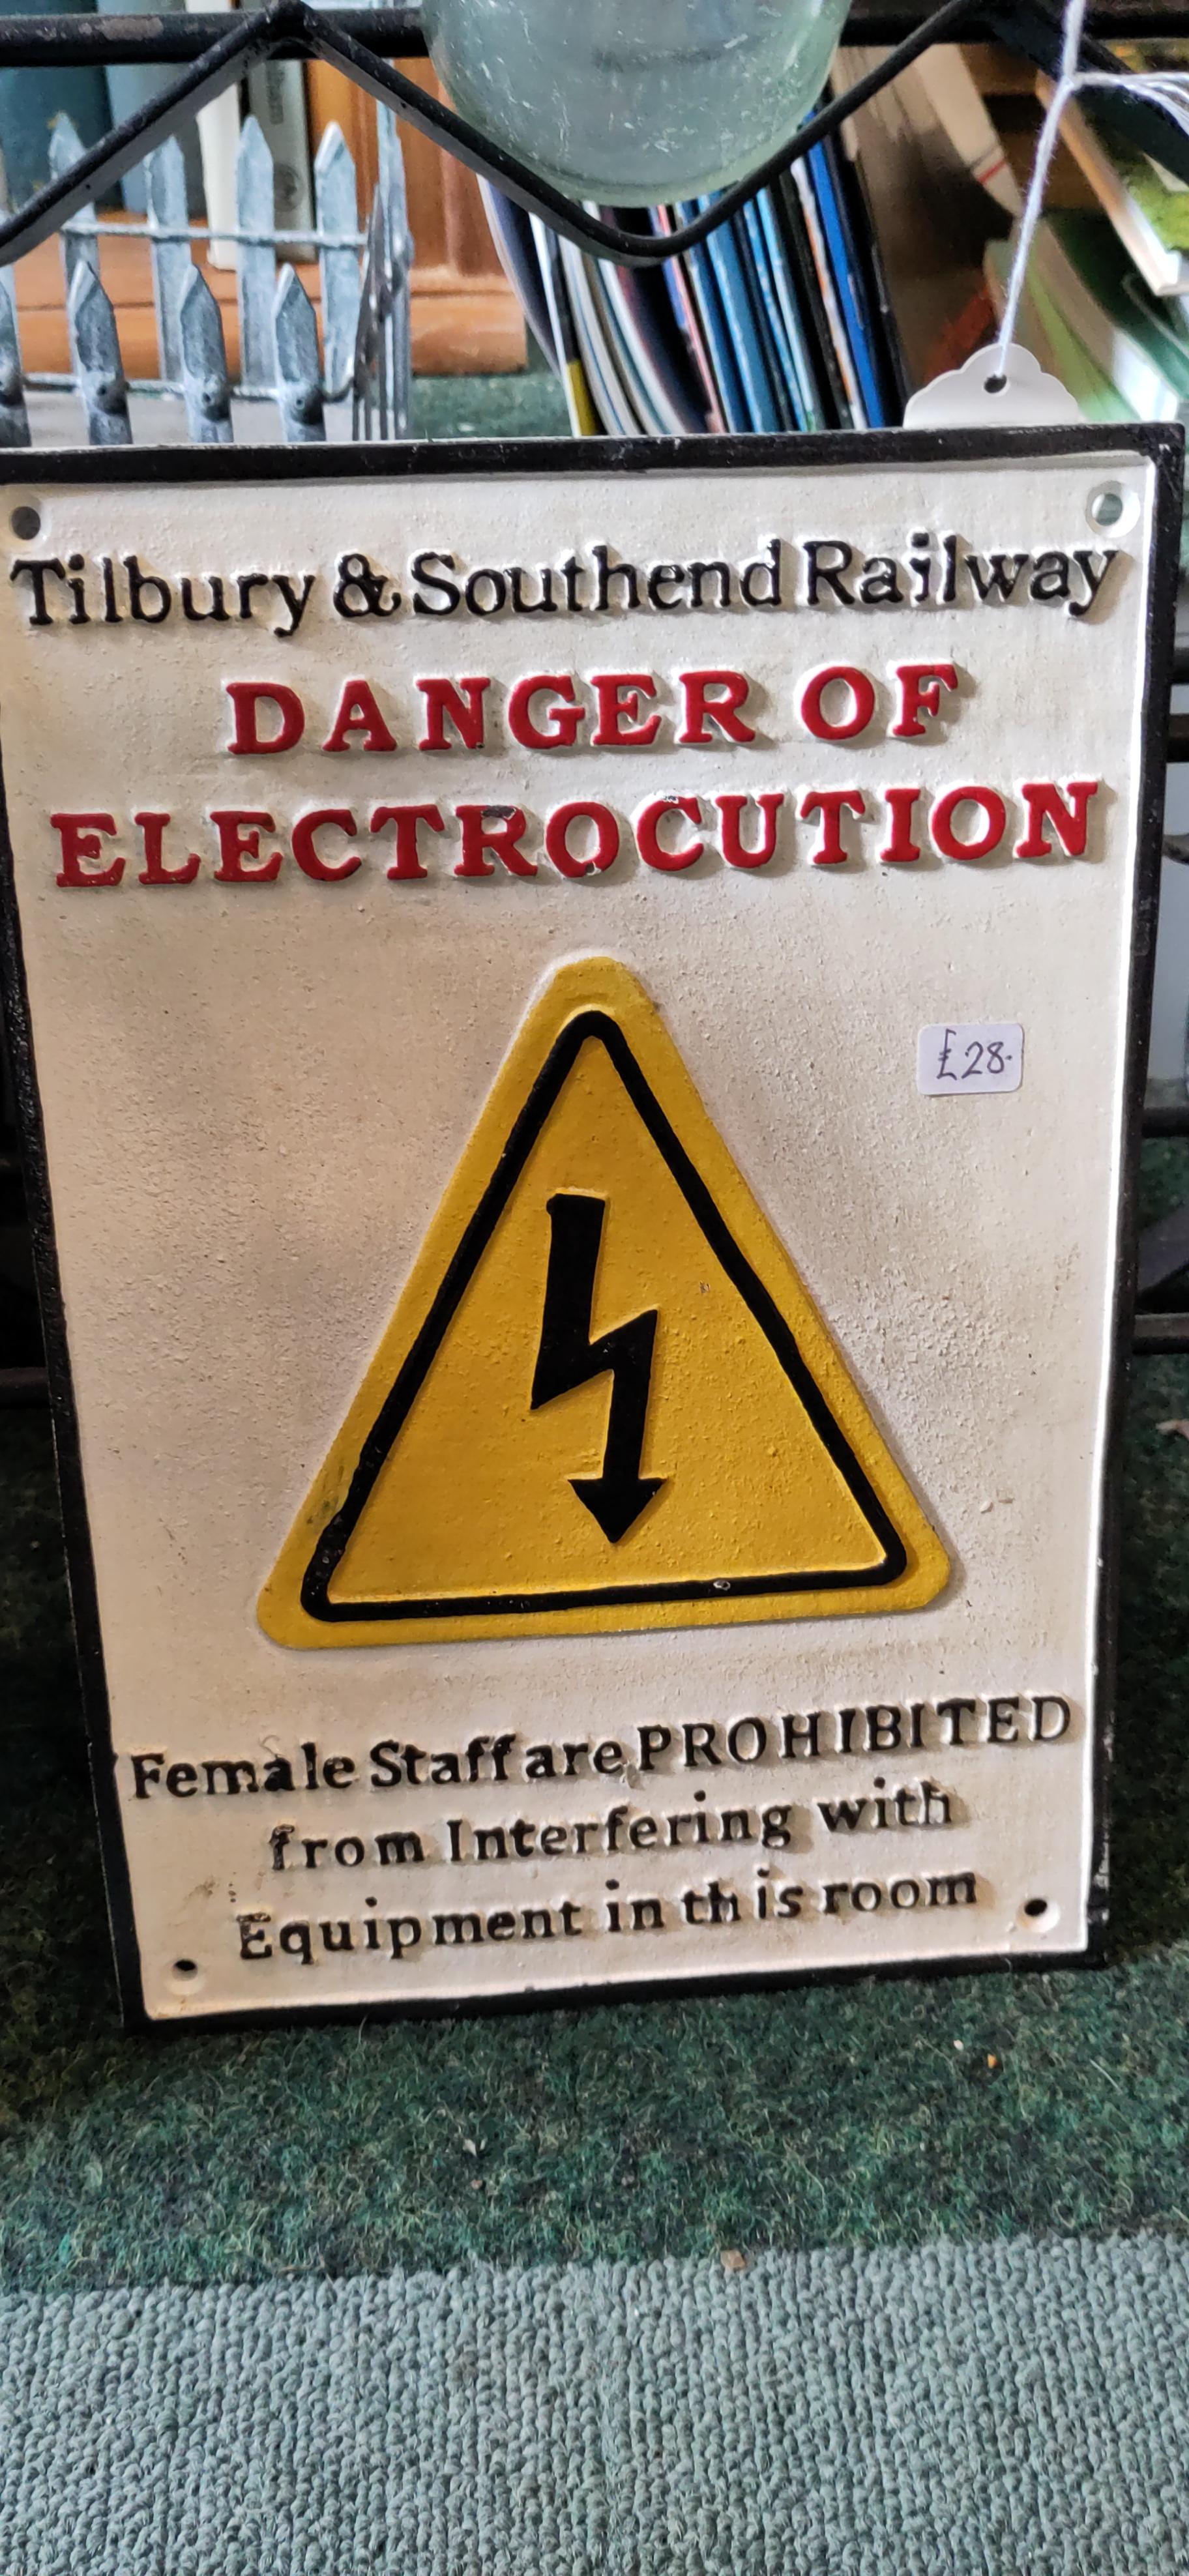 Tilbury & Southend Railway
DANGER OF
ELECTROCUTION
£28.
Female Staff are PROHIBITED
from Interfering with
Equipment in this room